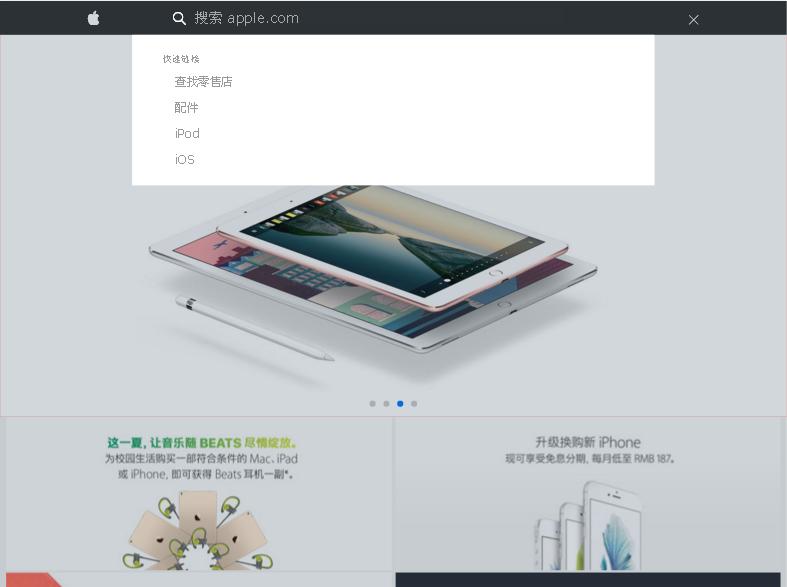 搜索 apple.com
快速链接
查找零售店
配件
iPod
iOS
这一夏，让音乐随 BEATS 尽情绽放。
为校园生活购买一部符合条件的 Mac、iPad
或 iPhone，即可获得 Beats 耳机一副*。
升级换购新 iPhone
现可享受免息分期，每月低至 RMB 187。